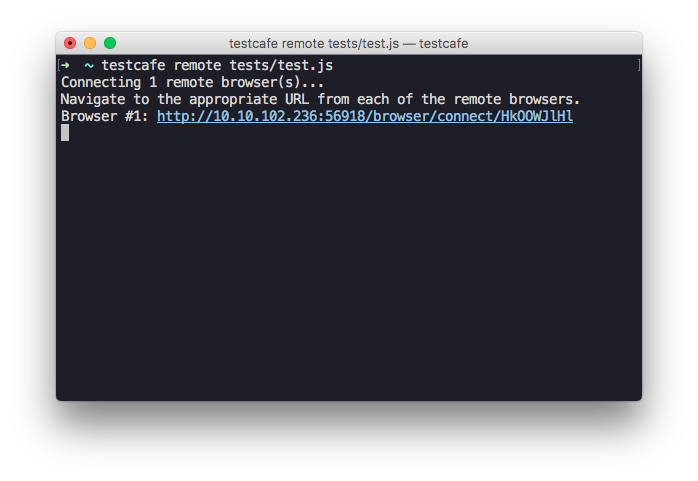 testcafe remote tests/test.js — testcafe
[➜ ~ testcafe remote tests/test.js ]
Connecting 1 remote browser(s)...
Navigate to the appropriate URL from each of the remote browsers.
Browser #1: http://10.10.102.236:56918/browser/connect/HkOOWJlHl